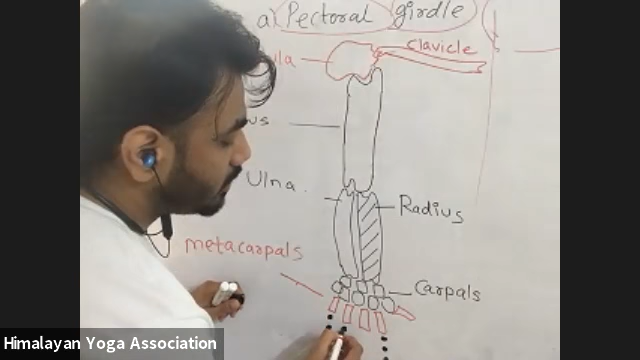 a) Pectoral girdle
clavicle
Ulna
Radius
metacarpals
Carpals
Himalayan Yoga Association